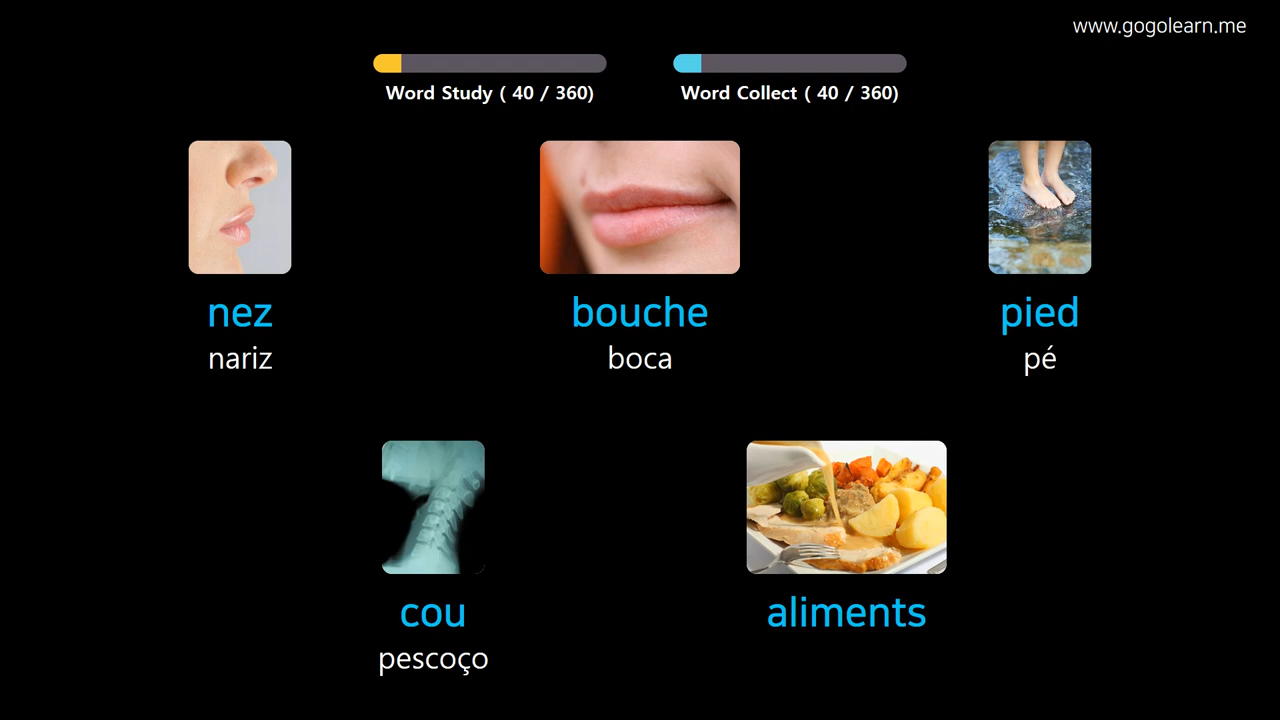 www.gogolearn.me
Word Study ( 40 / 360)
Word Collect ( 40 / 360)
nez
nariz
bouche
boca
pied
pé
cou
pescoço
aliments